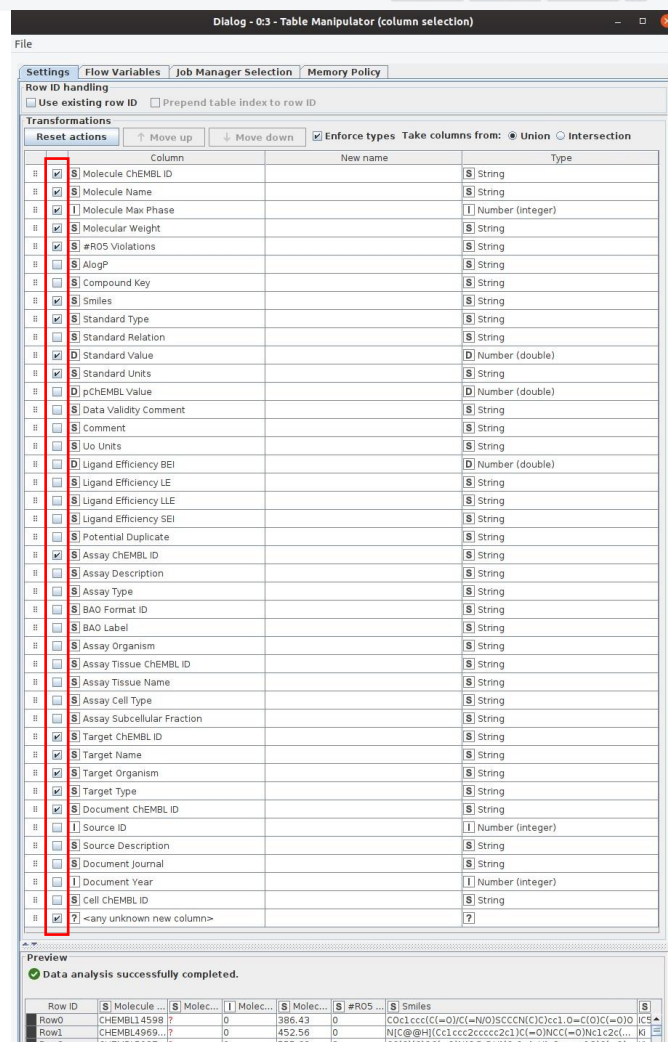 Dialog - 0:3 - Table Manipulator (column selection)
File
Settings Flow Variables Job Manager Selection Memory Policy
Row ID handling
Use existing row ID Prepend table index to row ID
Transformations
Reset actions ↑ Move up ↓ Move down Enforce types Take columns from: Union Intersection
Column New name Type
S Molecule ChEMBL ID S String
S Molecule Name S String
I Molecule Max Phase I Number (integer)
S Molecular Weight S String
S #RO5 Violations S String
S AlogP S String
S Compound Key S String
S Smiles S String
S Standard Type S String
S Standard Relation S String
D Standard Value D Number (double)
S Standard Units S String
D pChEMBL Value D Number (double)
S Data Validity Comment S String
S Comment S String
S Uo Units S String
D Ligand Efficiency BEI D Number (double)
S Ligand Efficiency LE S String
S Ligand Efficiency LLE S String
S Ligand Efficiency SEI S String
S Potential Duplicate S String
S Assay ChEMBL ID S String
S Assay Description S String
S Assay Type S String
S BAO Format ID S String
S BAO Label S String
S Assay Organism S String
S Assay Tissue ChEMBL ID S String
S Assay Tissue Name S String
S Assay Cell Type S String
S Assay Subcellular Fraction S String
S Target ChEMBL ID S String
S Target Name S String
S Target Organism S String
S Target Type S String
S Document ChEMBL ID S String
I Source ID I Number (integer)
S Source Description S String
S Document Journal S String
I Document Year I Number (integer)
S Cell ChEMBL ID S String
? <any unknown new column> ?
Preview
Data analysis successfully completed.
Row ID S Molecule ... S Molec... I Molec... S Molec... S #RO5 ... S Smiles S
Row0 CHEMBL14598 ? 0 386.43 0 COc1ccc(C(=O)/C(=N/O)SCCCN(C)C)cc1.O=C(O)C(=O)O IC5
Row1 CHEMBL4969... ? 0 452.56 0 N[C@@H](Cc1ccc2ccccc2c1)C(=O)NCC(=O)Nc1c2c(... Ki